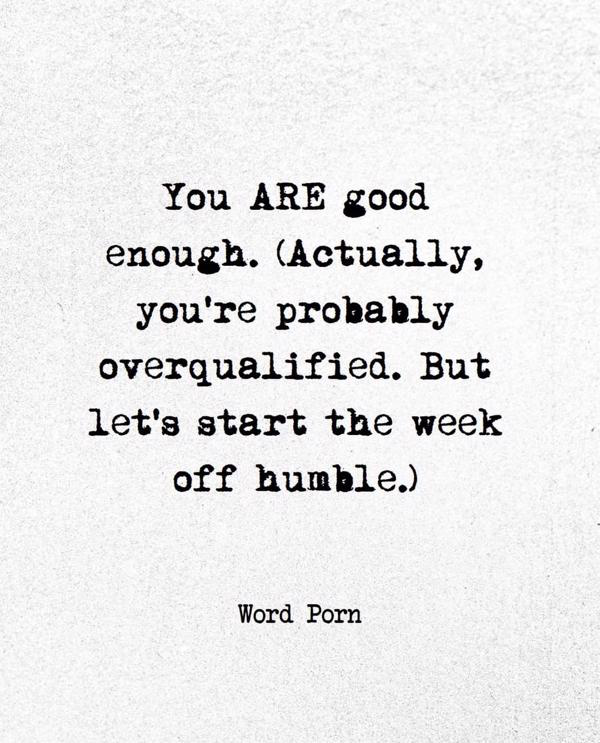 You ARE good
enough. (Actually,
you're probably
overqualified. But
let's start the week
off humble.)
Word Porn